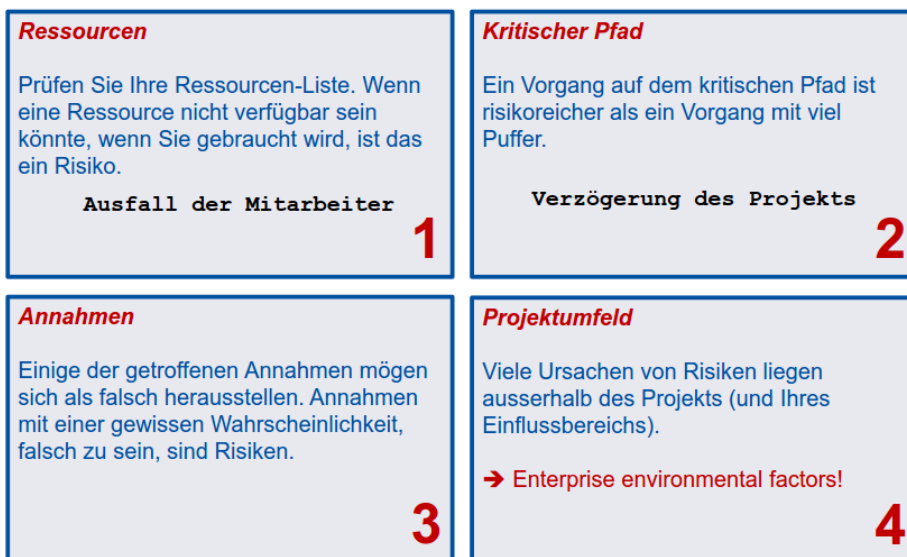 Ressourcen
Prüfen Sie Ihre Ressourcen-Liste. Wenn
eine Ressource nicht verfügbar sein
könnte, wenn Sie gebraucht wird, ist das
ein Risiko.
Ausfall der Mitarbeiter
1
Kritischer Pfad
Ein Vorgang auf dem kritischen Pfad ist
risikoreicher als ein Vorgang mit viel
Puffer.
Verzögerung des Projekts
2
Annahmen
Einige der getroffenen Annahmen mögen
sich als falsch herausstellen. Annahmen
mit einer gewissen Wahrscheinlichkeit,
falsch zu sein, sind Risiken.
3
Projektumfeld
Viele Ursachen von Risiken liegen
ausserhalb des Projekts (und Ihres
Einflussbereichs).
➔ Enterprise environmental factors!
4